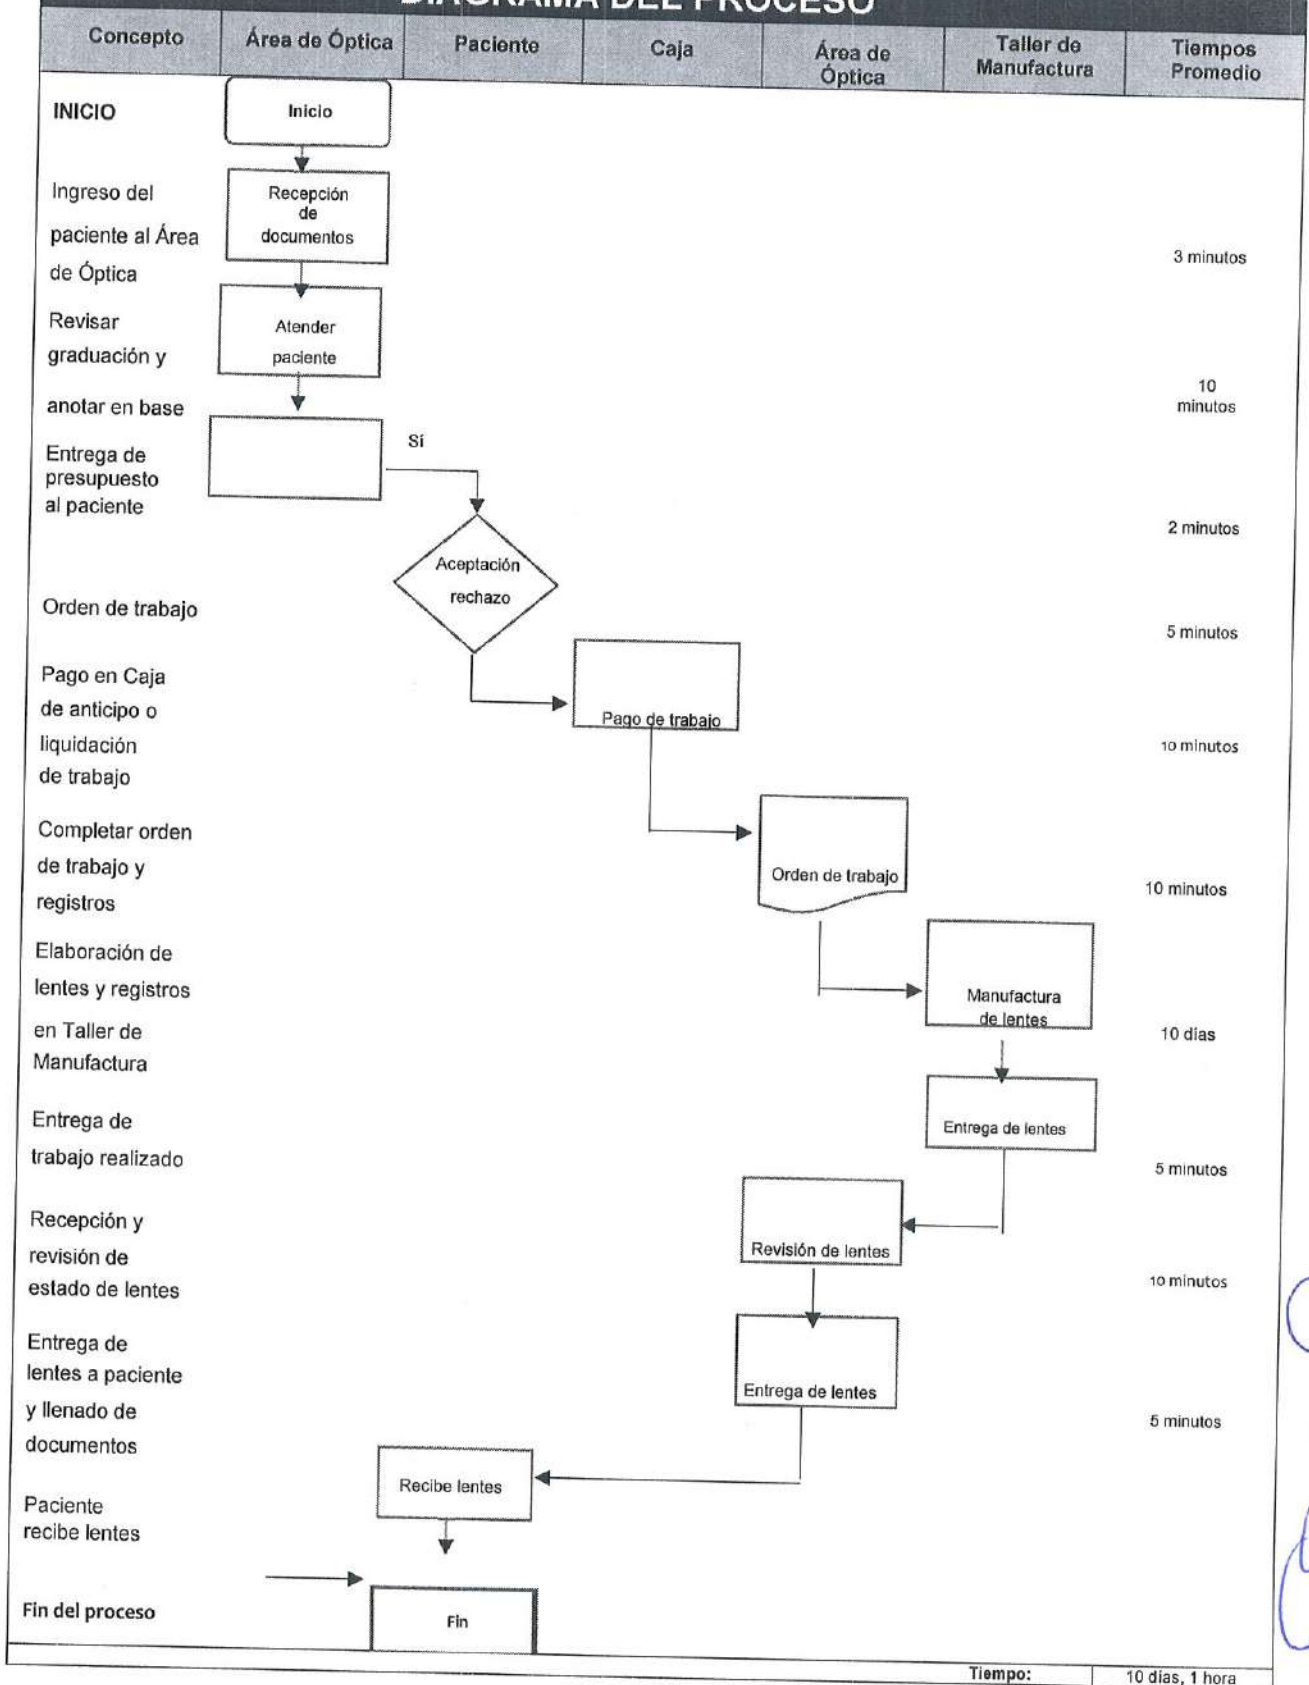 DIAGRAMA DEL PROCESO
Concepto
Área de Óptica
Paciente
Caja
Área de
Óptica
Taller de
Manufactura
Tiempos
Promedio
INICIO
Inicio
Ingreso del
paciente al Área
de Óptica
Recepción
de
documentos
3 minutos
Revisar
graduación y
anotar en base
Atender
paciente
10
minutos
Entrega de
presupuesto
al paciente
Sí
2 minutos
Aceptación
rechazo
Orden de trabajo
5 minutos
Pago en Caja
de anticipo o
liquidación
de trabajo
Pago de trabajo
10 minutos
Completar orden
de trabajo y
registros
Orden de trabajo
10 minutos
Elaboración de
lentes y registros
en Taller de
Manufactura
Manufactura
de lentes
10 días
Entrega de
trabajo realizado
Entrega de lentes
5 minutos
Recepción y
revisión de
estado de lentes
Revisión de lentes
10 minutos
Entrega de
lentes a paciente
y llenado de
documentos
Entrega de lentes
5 minutos
Paciente
recibe lentes
Recibe lentes
Fin del proceso
Fin
Tiempo:
10 días, 1 hora